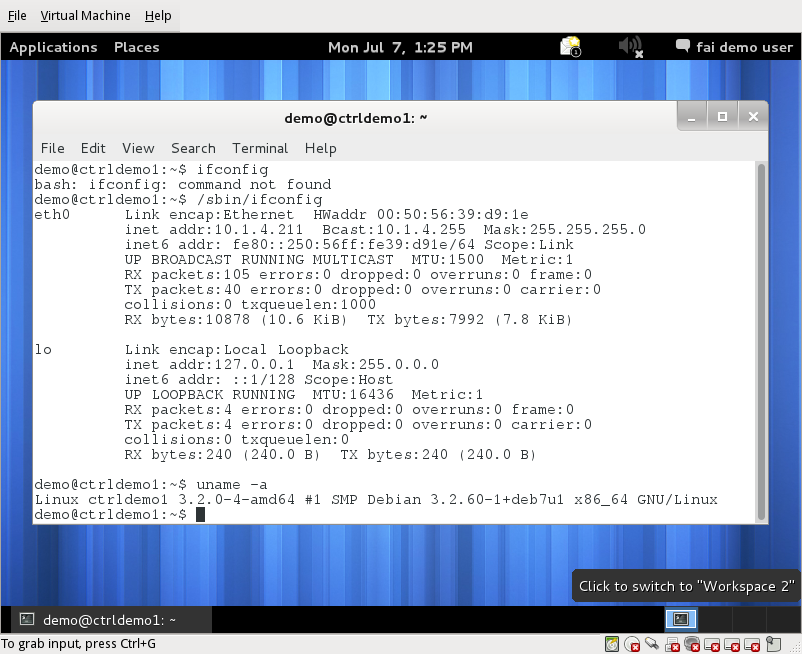 File Virtual Machine Help
Applications Places Mon Jul 7, 1:25 PM 1 fai demo user
demo@ctrldemo1: ~
File Edit View Search Terminal Help
demo@ctrldemo1:~$ ifconfig
bash: ifconfig: command not found
demo@ctrldemo1:~$ /sbin/ifconfig
eth0 Link encap:Ethernet HWaddr 00:50:56:39:d9:1e
inet addr:10.1.4.211 Bcast:10.1.4.255 Mask:255.255.255.0
inet6 addr: fe80::250:56ff:fe39:d91e/64 Scope:Link
UP BROADCAST RUNNING MULTICAST MTU:1500 Metric:1
RX packets:105 errors:0 dropped:0 overruns:0 frame:0
TX packets:40 errors:0 dropped:0 overruns:0 carrier:0
collisions:0 txqueuelen:1000
RX bytes:10878 (10.6 KiB) TX bytes:7992 (7.8 KiB)
lo Link encap:Local Loopback
inet addr:127.0.0.1 Mask:255.0.0.0
inet6 addr: ::1/128 Scope:Host
UP LOOPBACK RUNNING MTU:16436 Metric:1
RX packets:4 errors:0 dropped:0 overruns:0 frame:0
TX packets:4 errors:0 dropped:0 overruns:0 carrier:0
collisions:0 txqueuelen:0
RX bytes:240 (240.0 B) TX bytes:240 (240.0 B)
demo@ctrldemo1:~$ uname -a
Linux ctrldemo1 3.2.0-4-amd64 #1 SMP Debian 3.2.60-1+deb7u1 x86_64 GNU/Linux
demo@ctrldemo1:~$
Click to switch to "Workspace 2"
demo@ctrldemo1: ~
To grab input, press Ctrl+G